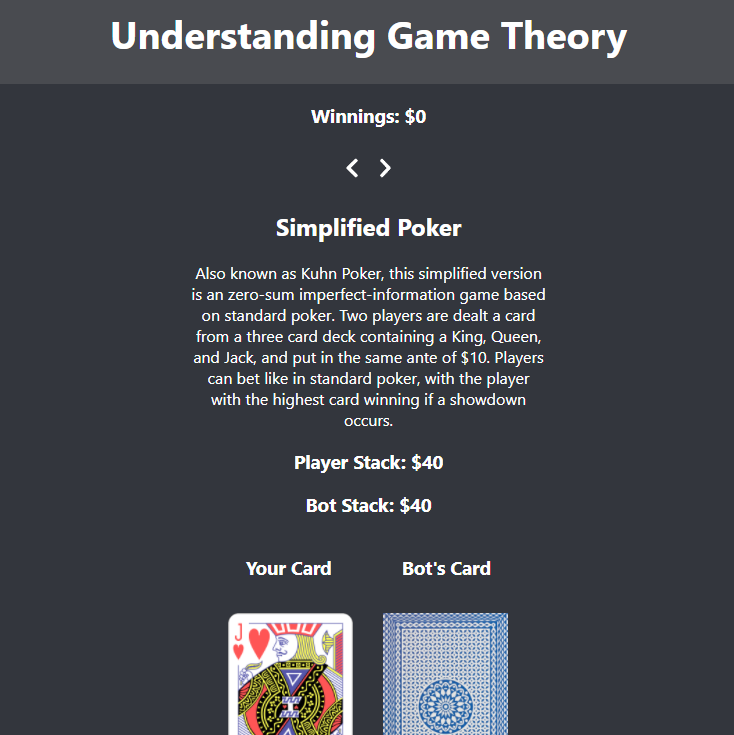 Understanding Game Theory
Winnings: $0
Simplified Poker
Also known as Kuhn Poker, this simplified version
is an zero-sum imperfect-information game based
on standard poker. Two players are dealt a card
from a three card deck containing a King, Queen,
and Jack, and put in the same ante of $10. Players
can bet like in standard poker, with the player
with the highest card winning if a showdown
occurs.
Player Stack: $40
Bot Stack: $40
Your Card
Bot's Card
J